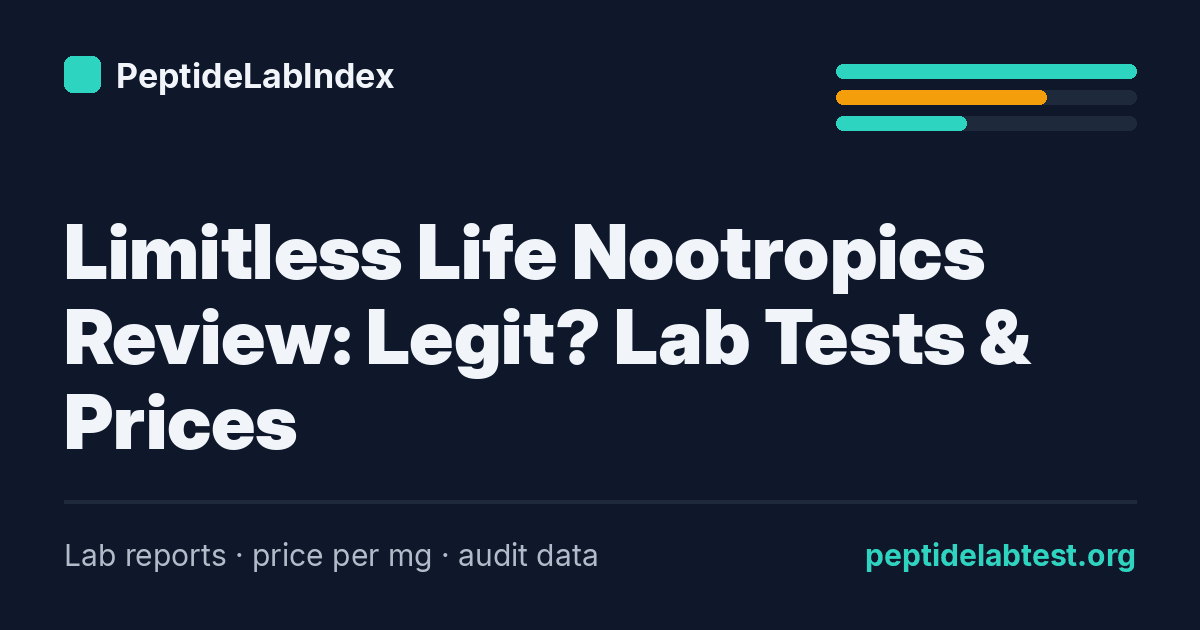 PeptideLabIndex
Limitless Life Nootropics
Review: Legit? Lab Tests &
Prices
Lab reports · price per mg · audit data
peptidelabtest.org